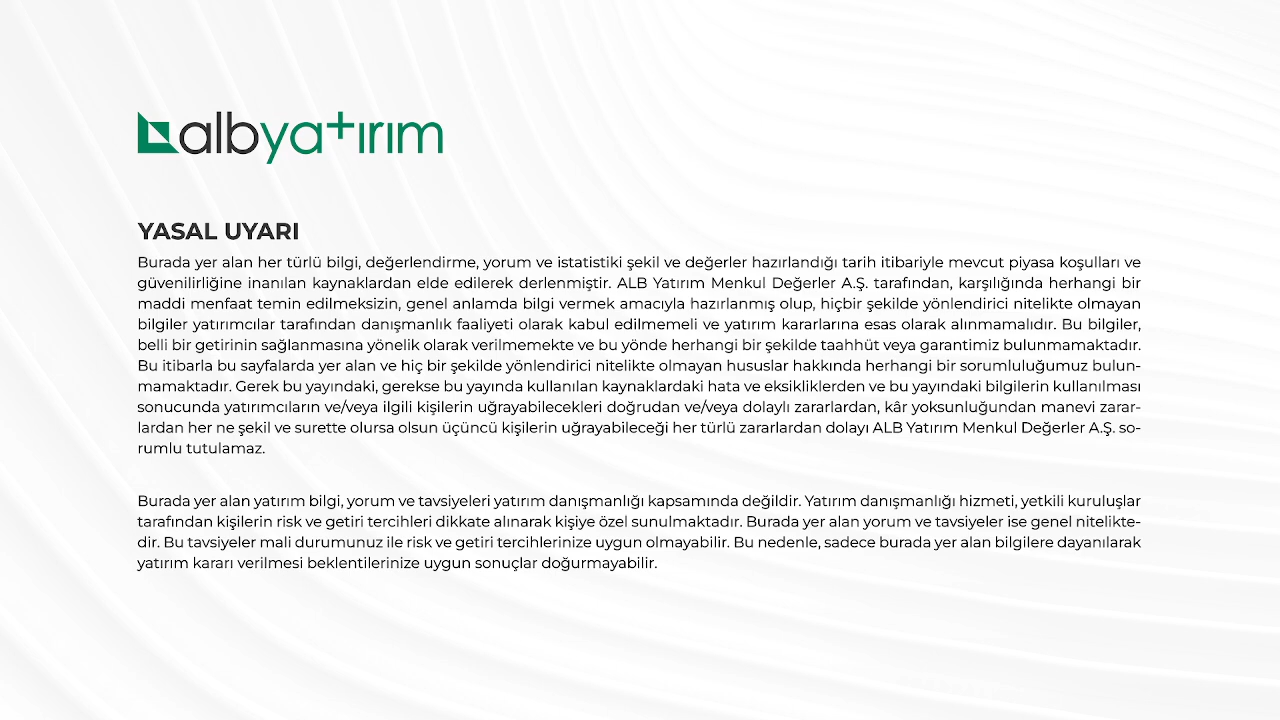 albyatırım
YASAL UYARI
Burada yer alan her türlü bilgi, değerlendirme, yorum ve istatistiki şekil ve değerler hazırlandığı tarih itibariyle mevcut piyasa koşulları ve
güvenilirliğine inanılan kaynaklardan elde edilerek derlenmiştir. ALB Yatırım Menkul Değerler A.Ş. tarafından, karşılığında herhangi bir
maddi menfaat temin edilmeksizin, genel anlamda bilgi vermek amacıyla hazırlanmış olup, hiçbir şekilde yönlendirici nitelikte olmayan
bilgiler yatırımcılar tarafından danışmanlık faaliyeti olarak kabul edilmemeli ve yatırım kararlarına esas olarak alınmamalıdır. Bu bilgiler,
belli bir getirinin sağlanmasına yönelik olarak verilmemekte ve bu yönde herhangi bir şekilde taahhüt veya garantimiz bulunmamaktadır.
Bu itibarla bu sayfalarda yer alan ve hiç bir şekilde yönlendirici nitelikte olmayan hususlar hakkında herhangi bir sorumluluğumuz bulun-
mamaktadır. Gerek bu yayındaki, gerekse bu yayında kullanılan kaynaklardaki hata ve eksikliklerden ve bu yayındaki bilgilerin kullanılması
sonucunda yatırımcıların ve/veya ilgili kişilerin uğrayabilecekleri doğrudan ve/veya dolaylı zararlardan, kâr yoksunluğundan manevi zarar-
lardan her ne şekil ve surette olursa olsun üçüncü kişilerin uğrayabileceği her türlü zararlardan dolayı ALB Yatırım Menkul Değerler A.Ş. so-
rumlu tutulamaz.
Burada yer alan yatırım bilgi, yorum ve tavsiyeleri yatırım danışmanlığı kapsamında değildir. Yatırım danışmanlığı hizmeti, yetkili kuruluşlar
tarafından kişilerin risk ve getiri tercihleri dikkate alınarak kişiye özel sunulmaktadır. Burada yer alan yorum ve tavsiyeler ise genel nitelikte-
dir. Bu tavsiyeler mali durumunuz ile risk ve getiri tercihlerinize uygun olmayabilir. Bu nedenle, sadece burada yer alan bilgilere dayanılarak
yatırım kararı verilmesi beklentilerinize uygun sonuçlar doğurmayabilir.